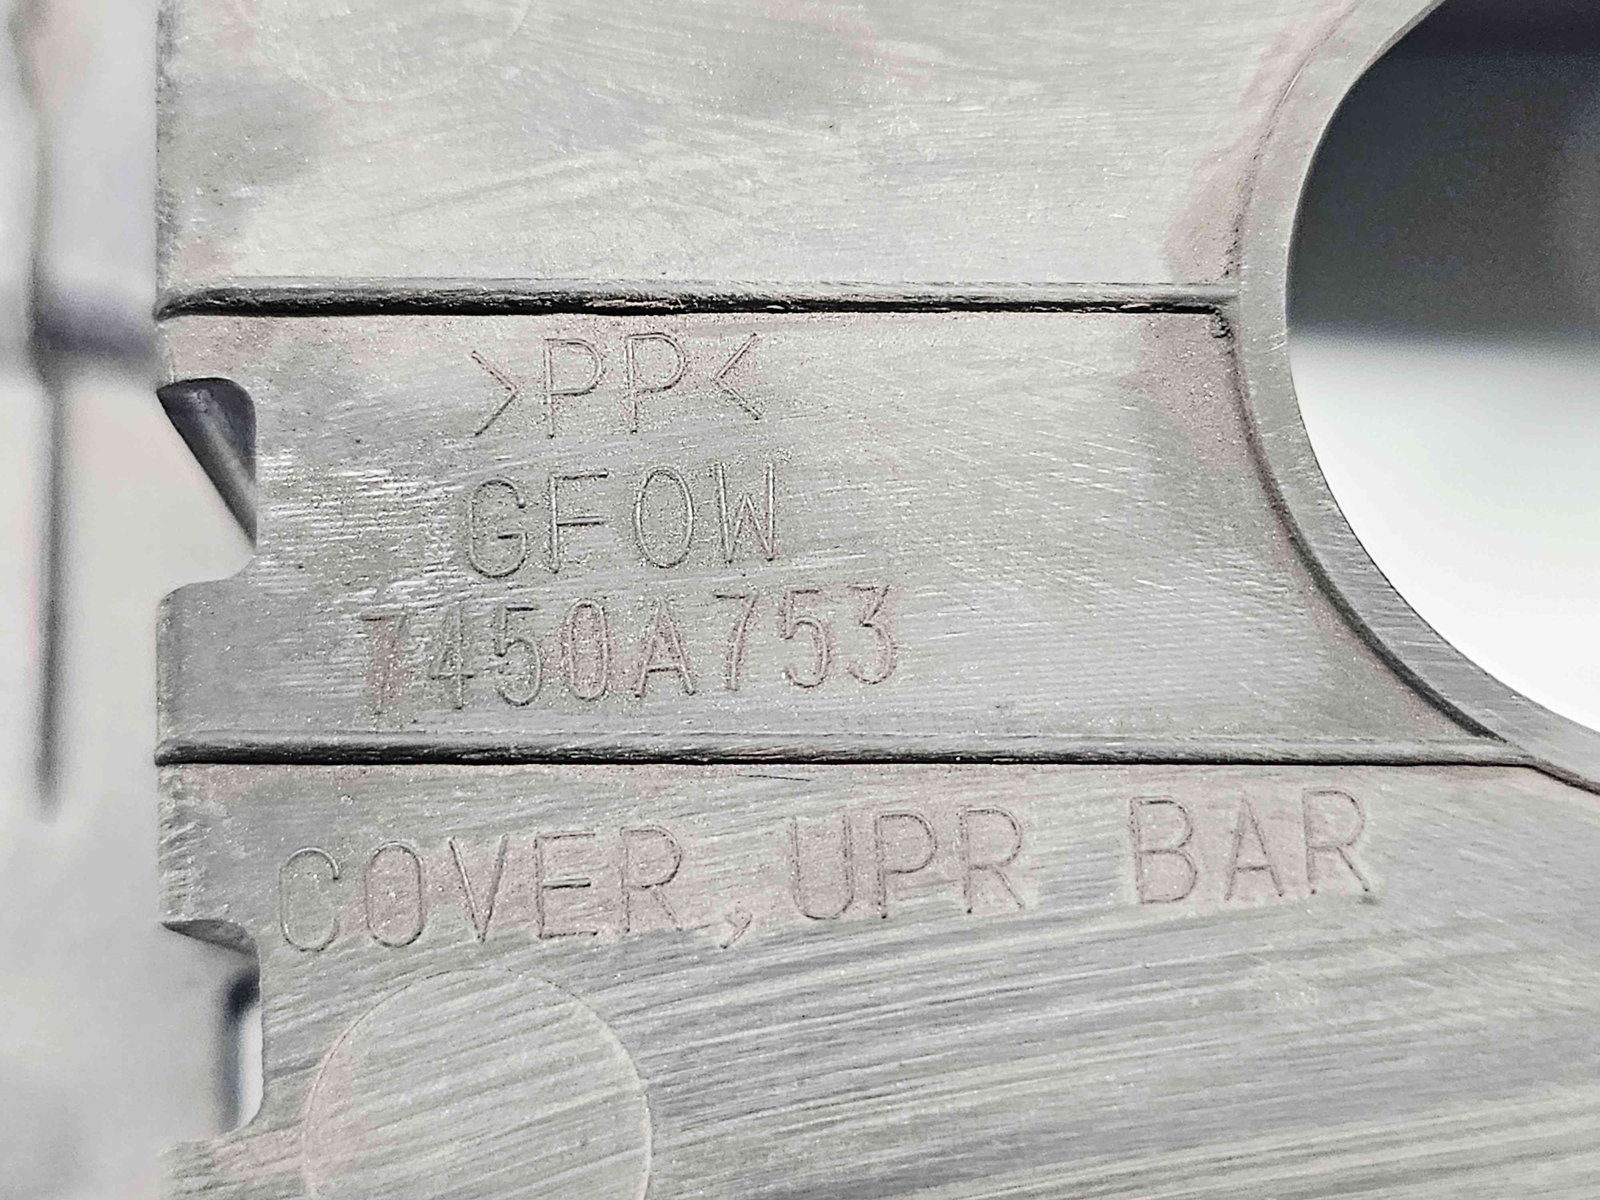 >PP<
GF0W
7450A753
COVER, UPR BAR